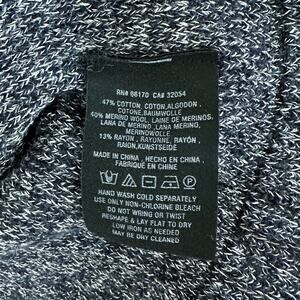 RN# 66170 CA# 32054
47% COTTON, COTON, ALGODON,
COTONE, BAUMWOLLE
40% MERINO WOOL, LAINE DE MERINOS,
LANA MERINO, LANA MERINO,
MERINOWOLLE
13% RAYON, RAYONNE, RAYÓN,
RAION, KUNSTSEIDE
MADE IN CHINA, HECHO EN CHINA,
FABRIQUÉ EN CHINE
HAND WASH COLD SEPARATELY
USE ONLY NON-CHLORINE BLEACH
DO NOT WRING OR TWIST
RESHAPE & LAY FLAT TO DRY
LOW IRON AS NEEDED
MAY BE DRY CLEANED